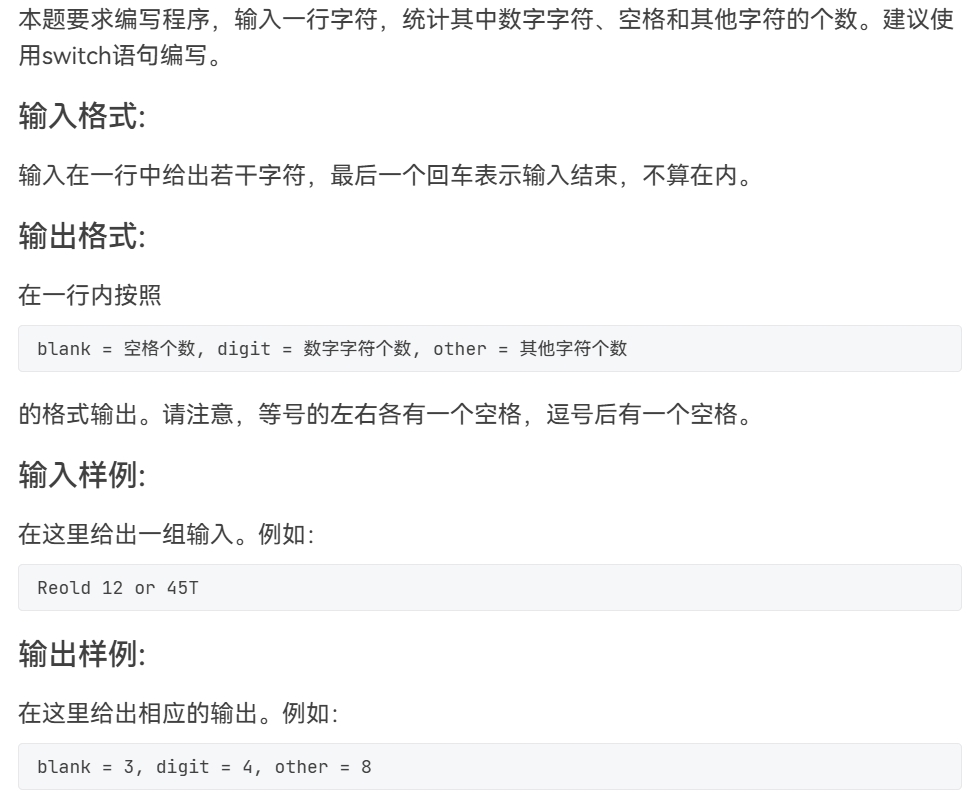 本题要求编写程序，输入一行字符，统计其中数字字符、空格和其他字符的个数。建议使
用switch语句编写。
输入格式:
输入在一行中给出若干字符，最后一个回车表示输入结束，不算在内。
输出格式:
在一行内按照
blank = 空格个数, digit = 数字字符个数, other = 其他字符个数
的格式输出。请注意，等号的左右各有一个空格，逗号后有一个空格。
输入样例:
在这里给出一组输入。例如：
Reold 12 or 45T
输出样例:
在这里给出相应的输出。例如：
blank = 3, digit = 4, other = 8